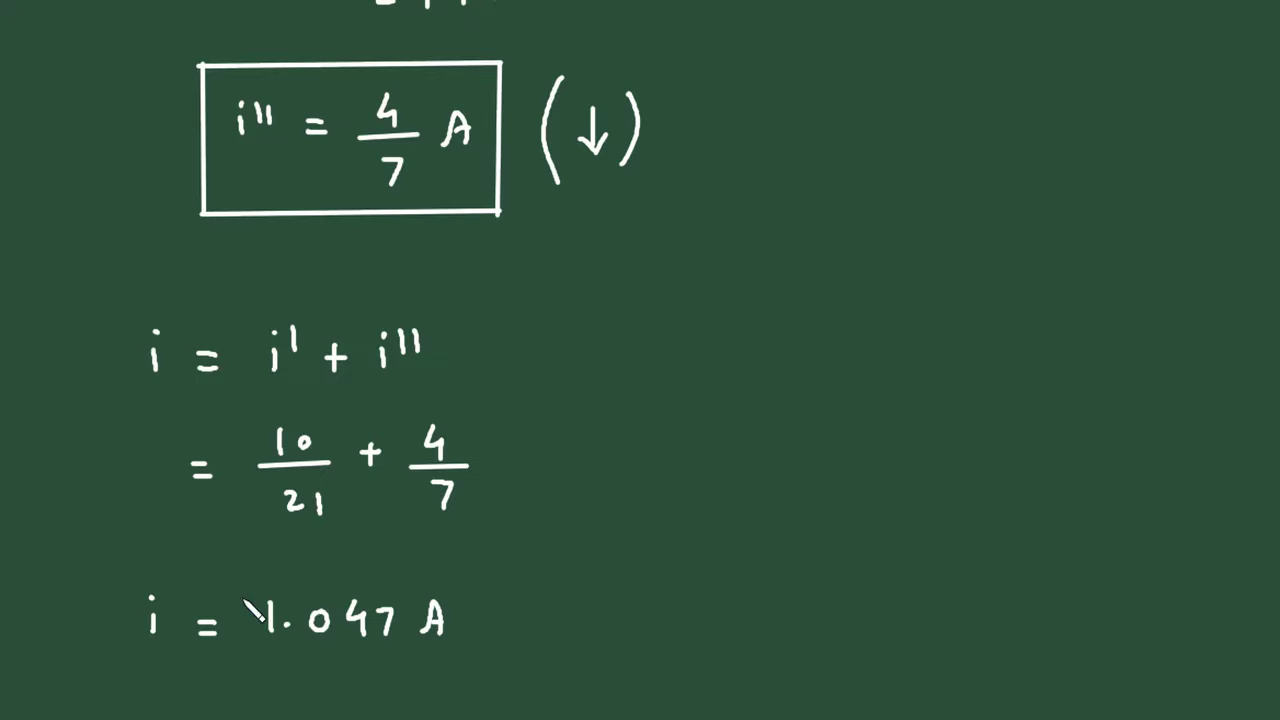 i'' = 4/7 A (↓)
i = i' + i''
= 10/21 + 4/7
i = 1.047 A